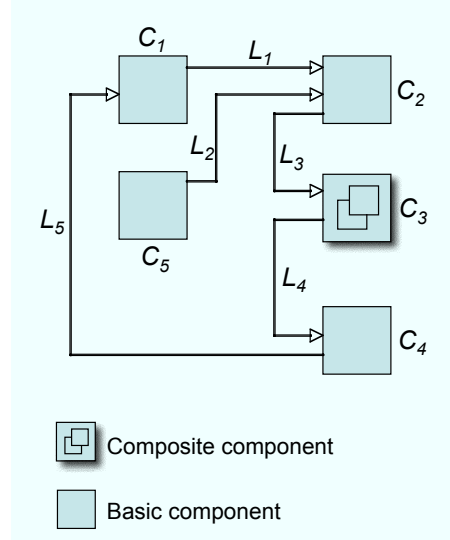 C1
L1
C2
L2
L3
C3
L5
C5
L4
C4
Composite component
Basic component